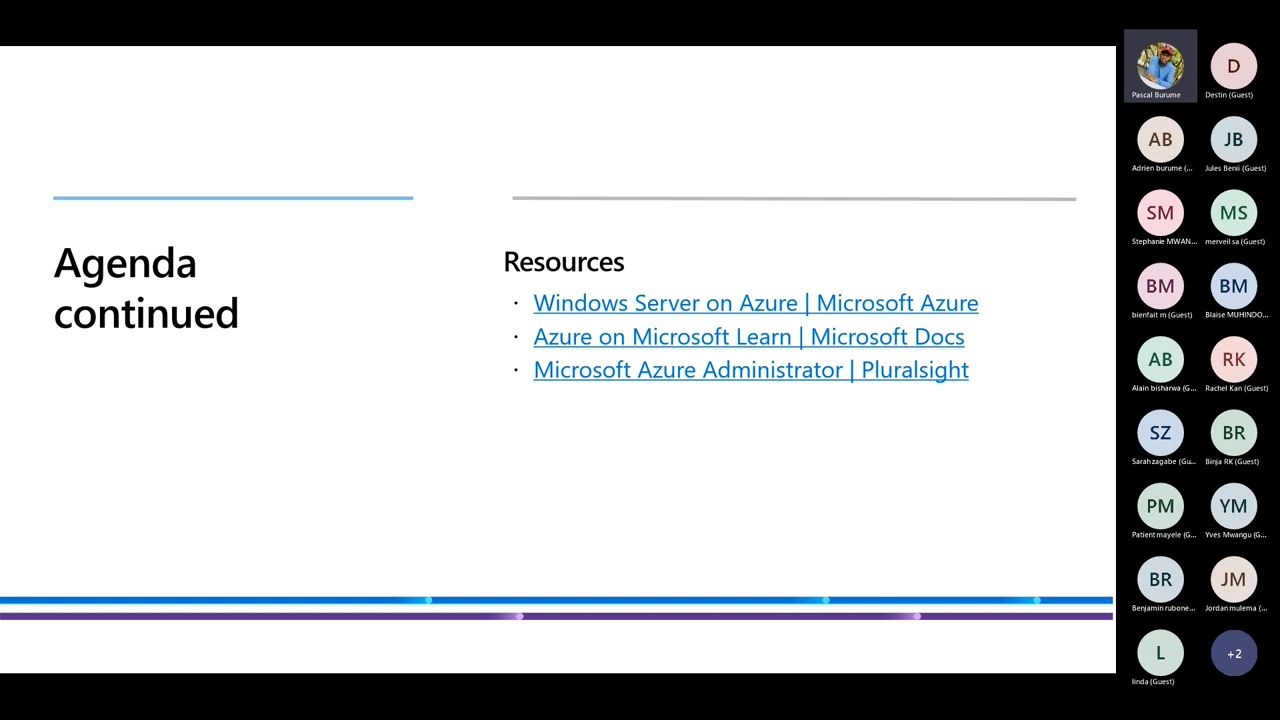 Agenda
continued
Resources
· Windows Server on Azure | Microsoft Azure
· Azure on Microsoft Learn | Microsoft Docs
· Microsoft Azure Administrator | Pluralsight
Pascal Burume
D
Destin (Guest)
AB
Adrien burume (...
JB
Jules Benii (Guest)
SM
Stephanie MWAN...
MS
merveil sa (Guest)
BM
bienfait m (Guest)
BM
Blaise MUHINDO...
AB
Alain bisharwa (G...
RK
Rachel Kan (Guest)
SZ
Sarah zagabe (Gu...
BR
Binja RK (Guest)
PM
Patient mayele (G...
YM
Yves Mwangu (G...
BR
Benjamin rubone...
JM
Jordan mulema (...
L
linda (Guest)
+2